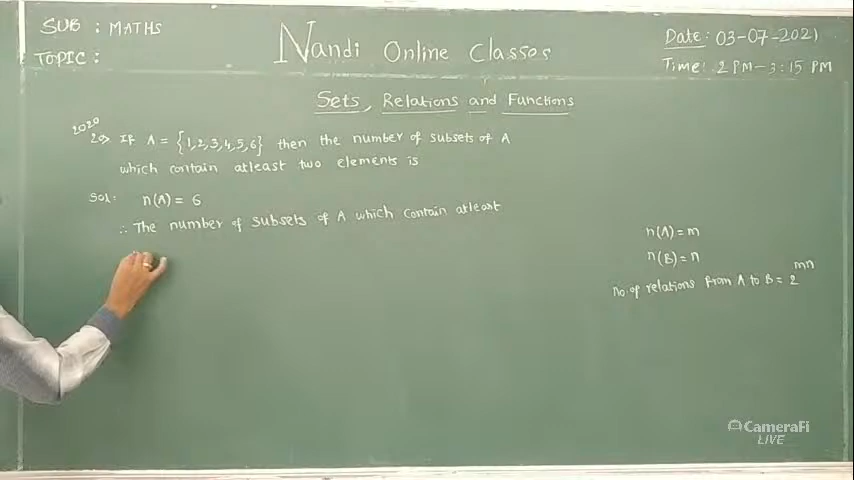 SUB : MATHS
TOPIC :
Nandi Online Classes
Date: 03-07-2021
Time: 2 PM-3:15 PM
Sets, Relations and Functions
2020
20> If A = {1,2,3,4,5,6} then the number of subsets of A
which contain atleast two elements is
Sol: n(A) = 6
∴ The number of subsets of A which contain atleast
n(A) = m
n(B) = n
No. of relations from A to B = 2^mn
CameraFi
LIVE